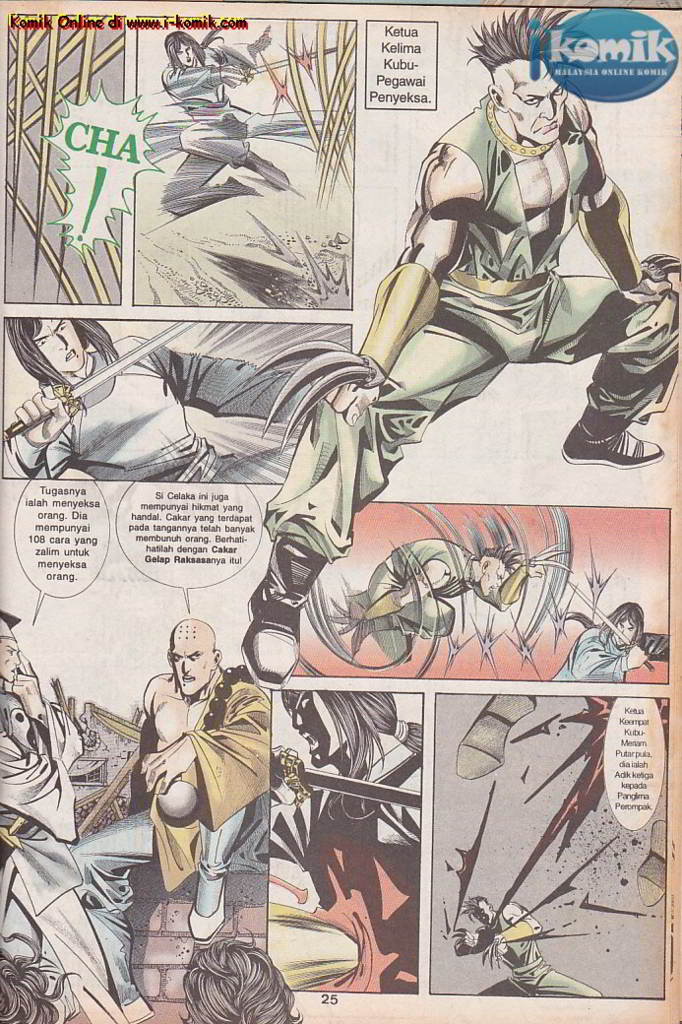 Komik Online di www.i-komik.com
ikomik
MALAYSIA ONLINE KOMIK
CHA
!
Ketua
Kelima
Kubu-
Pegawai
Penyeksa.
Tugasnya
ialah menyeksa
orang. Dia
mempunyai
108 cara yang
zalim untuk
menyeksa
orang.
Si Celaka ini juga
mempunyai hikmat yang
handal. Cakar yang terdapat
pada tangannya telah banyak
membunuh orang. Berhati-
hatilah dengan Cakar
Gelap Raksasanya itu!
Ketua
Keempat
Kubu-
Meriam
Putarpula,
dia ialah
Adik ketiga
kepada
Panglima
Perompak.
25